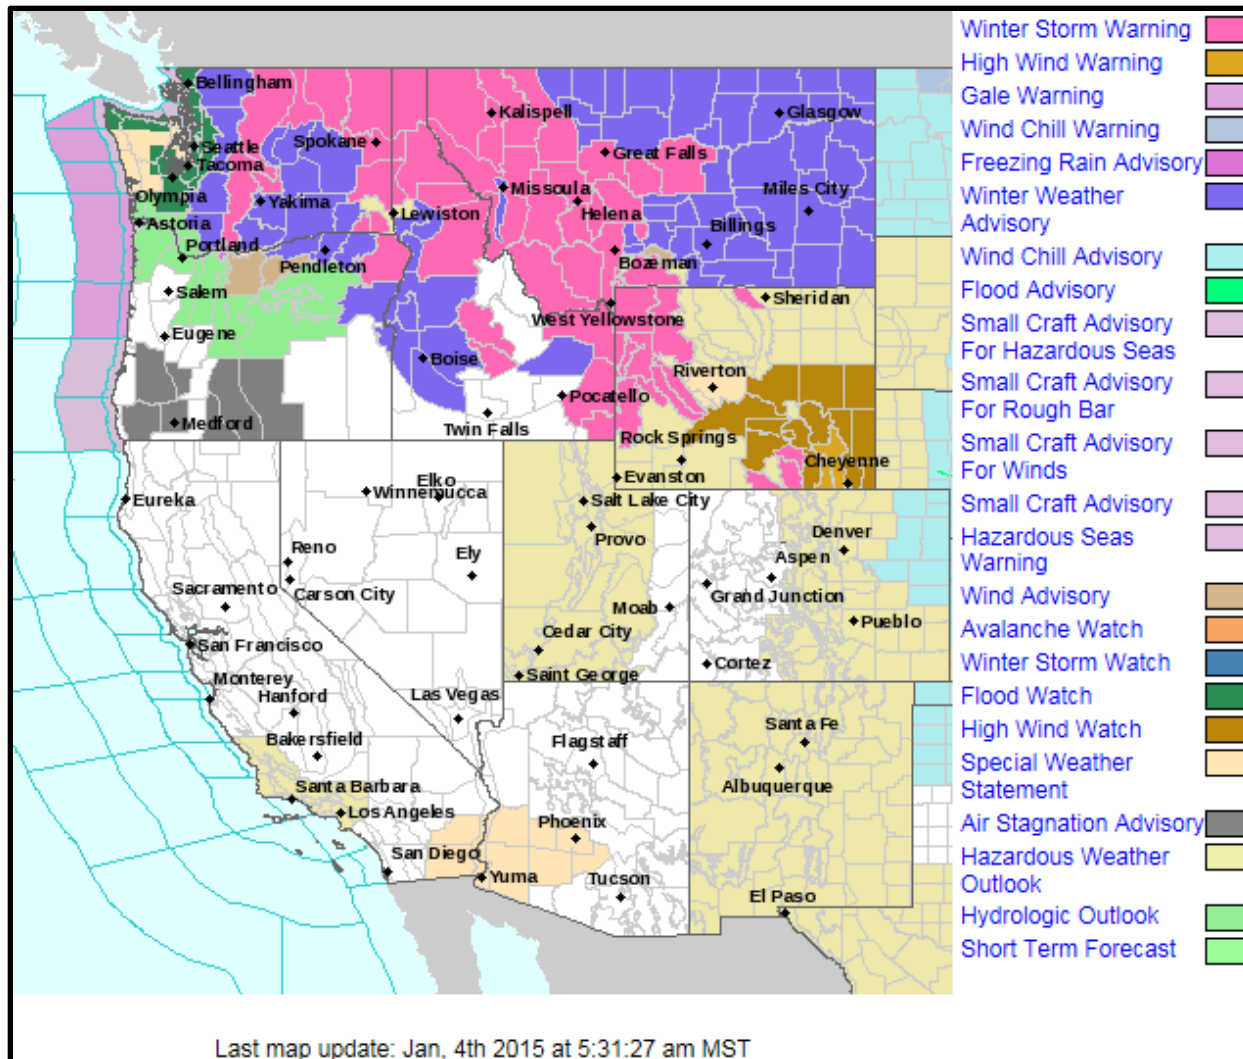 Bellingham
Kalispell
Glasgow
Spokane
Seattle
Great Falls
Tacoma
Missoula
Miles City
Olympia
Yakima
Lewiston
Helena
Astoria
Billings
Portland
Pendleton
Bozeman
Salem
Sheridan
West Yellowstone
Eugene
Boise
Riverton
Pocatello
Medford
Twin Falls
Rock Springs
Cheyenne
Evanston
Elko
Winnemucca
Eureka
Salt Lake City
Provo
Denver
Reno
Ely
Aspen
Sacramento
Carson City
Grand Junction
Moab
Pueblo
Cedar City
San Francisco
Cortez
Saint George
Monterey
Hanford
Las Vegas
Santa Fe
Bakersfield
Flagstaff
Albuquerque
Santa Barbara
Los Angeles
Phoenix
San Diego
Yuma
Tucson
El Paso
Winter Storm Warning
High Wind Warning
Gale Warning
Wind Chill Warning
Freezing Rain Advisory
Winter Weather
Advisory
Wind Chill Advisory
Flood Advisory
Small Craft Advisory
For Hazardous Seas
Small Craft Advisory
For Rough Bar
Small Craft Advisory
For Winds
Small Craft Advisory
Hazardous Seas
Warning
Wind Advisory
Avalanche Watch
Winter Storm Watch
Flood Watch
High Wind Watch
Special Weather
Statement
Air Stagnation Advisory
Hazardous Weather
Outlook
Hydrologic Outlook
Short Term Forecast
Last map update: Jan, 4th 2015 at 5:31:27 am MST